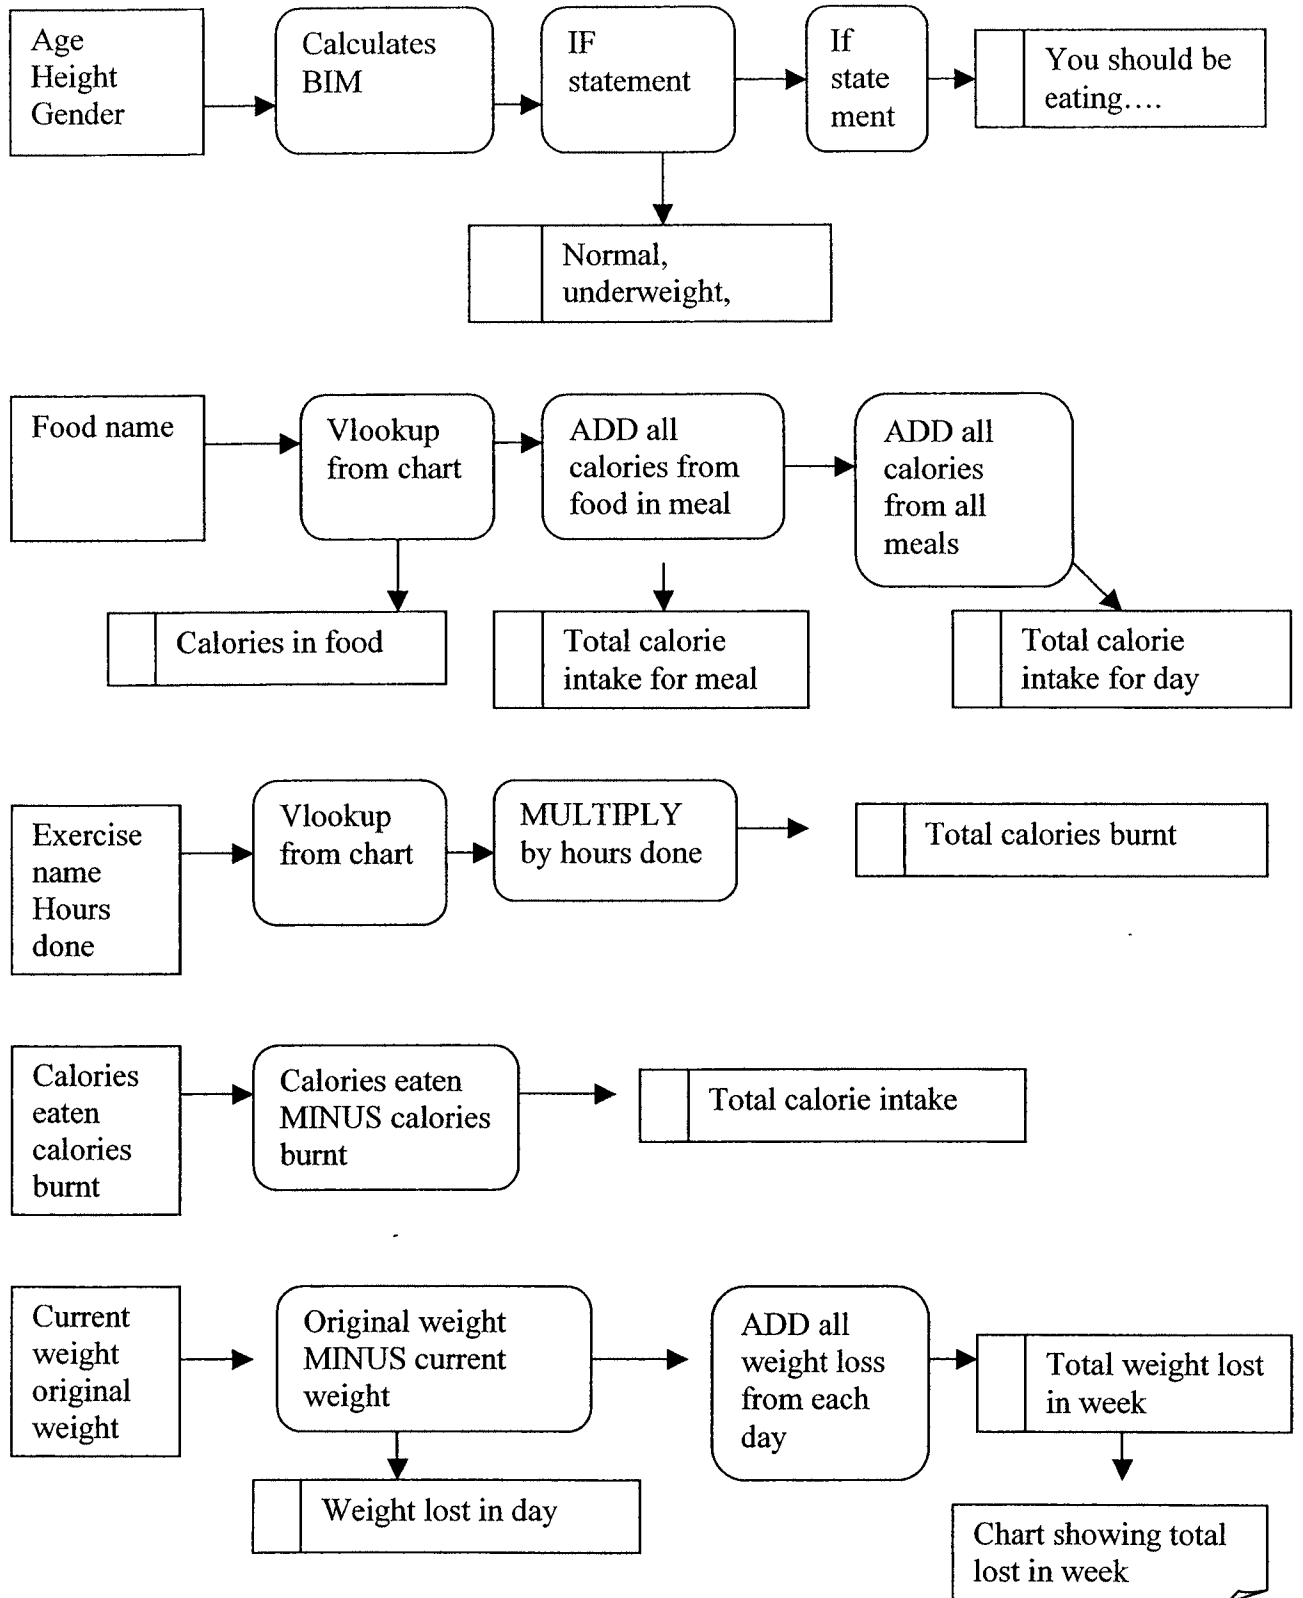 Age
Height
Gender
Calculates
BIM
IF
statement
If
state
ment
You should be
eating….
Normal,
underweight,
Food name
Vlookup
from chart
ADD all
calories from
food in meal
ADD all
calories
from all
meals
Calories in food
Total calorie
intake for meal
Total calorie
intake for day
Exercise
name
Hours
done
Vlookup
from chart
MULTIPLY
by hours done
Total calories burnt
Calories
eaten
calories
burnt
Calories eaten
MINUS calories
burnt
Total calorie intake
Current
weight
original
weight
Original weight
MINUS current
weight
ADD all
weight loss
from each
day
Total weight lost
in week
Weight lost in day
Chart showing total
lost in week